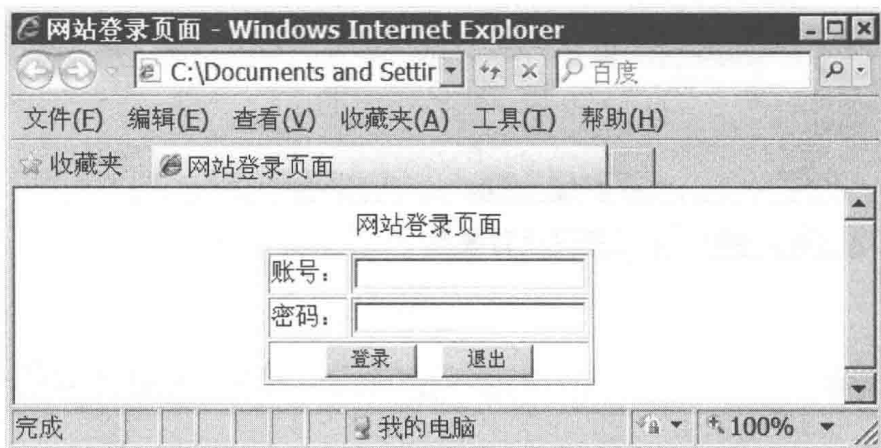 网站登录页面 - Windows Internet Explorer
C:\Documents and Settir 百度
文件(F) 编辑(E) 查看(V) 收藏夹(A) 工具(T) 帮助(H)
收藏夹 网站登录页面
网站登录页面
账号：
密码：
登录 退出
完成 我的电脑 100%